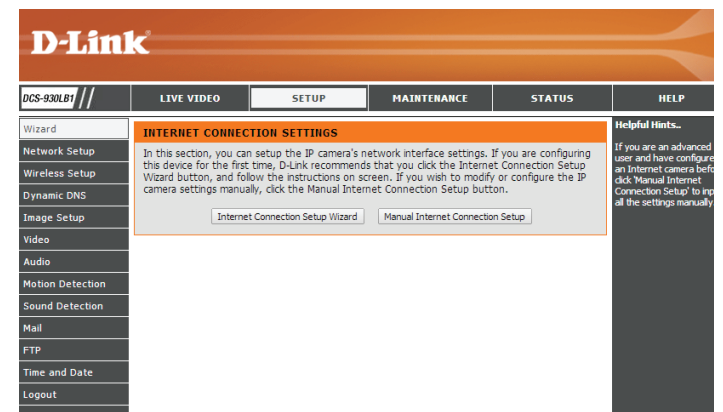 D-Link
DCS-930LB1 //
LIVE VIDEO
SETUP
MAINTENANCE
STATUS
HELP
Wizard
Network Setup
Wireless Setup
Dynamic DNS
Image Setup
Video
Audio
Motion Detection
Sound Detection
Mail
FTP
Time and Date
Logout
INTERNET CONNECTION SETTINGS
In this section, you can setup the IP camera's network interface settings. If you are configuring
this device for the first time, D-Link recommends that you click the Internet Connection Setup
Wizard button, and follow the instructions on screen. If you wish to modify or configure the IP
camera settings manually, click the Manual Internet Connection Setup button.
Internet Connection Setup Wizard
Manual Internet Connection Setup
Helpful Hints..
If you are an advanced
user and have configure
an Internet camera befo
click 'Manual Internet
Connection Setup' to inp
all the settings manually